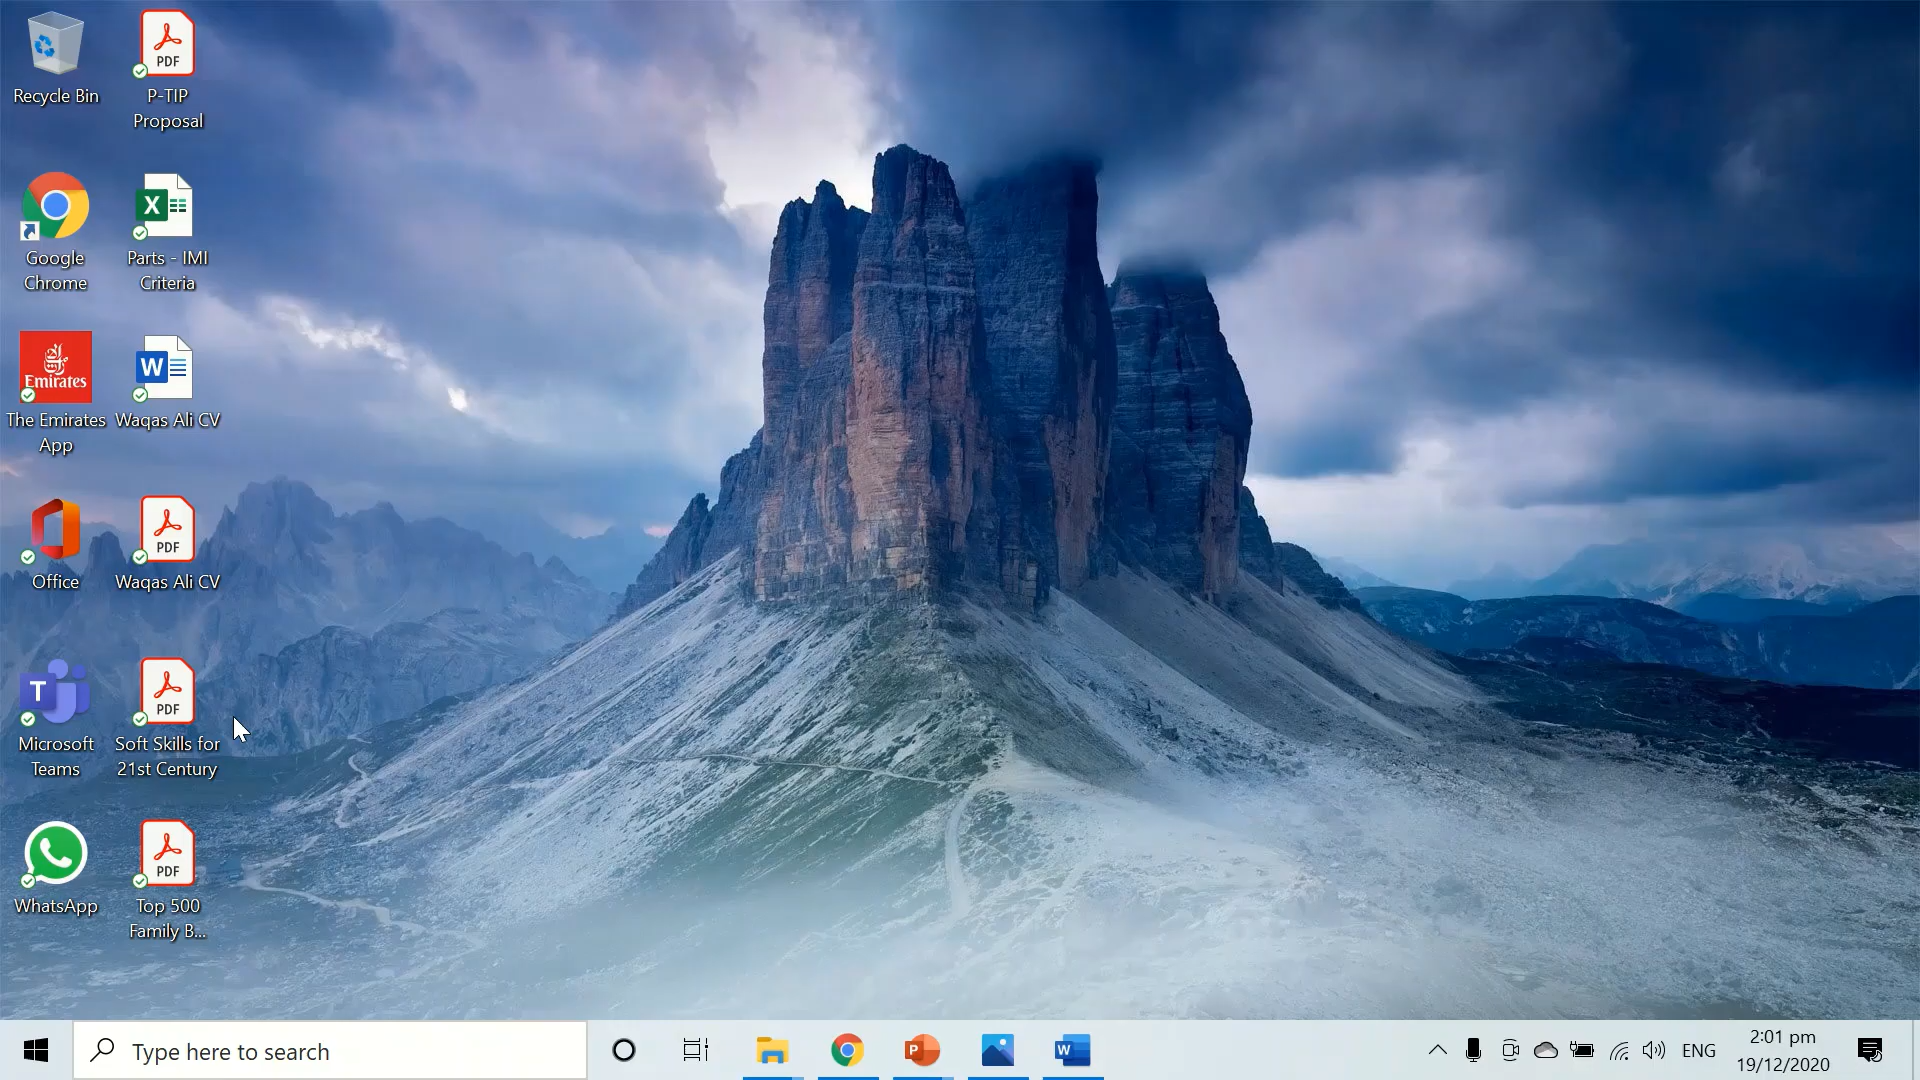 Recycle Bin
PDF
P-TIP
Proposal
Google
Chrome
X
Parts - IMI
Criteria
Emirates
The Emirates
App
W
Waqas Ali CV
Office
PDF
Waqas Ali CV
T
Microsoft
Teams
PDF
Soft Skills for
21st Century
WhatsApp
PDF
Top 500
Family B...
Type here to search
P
W
ENG
2:01 pm
19/12/2020